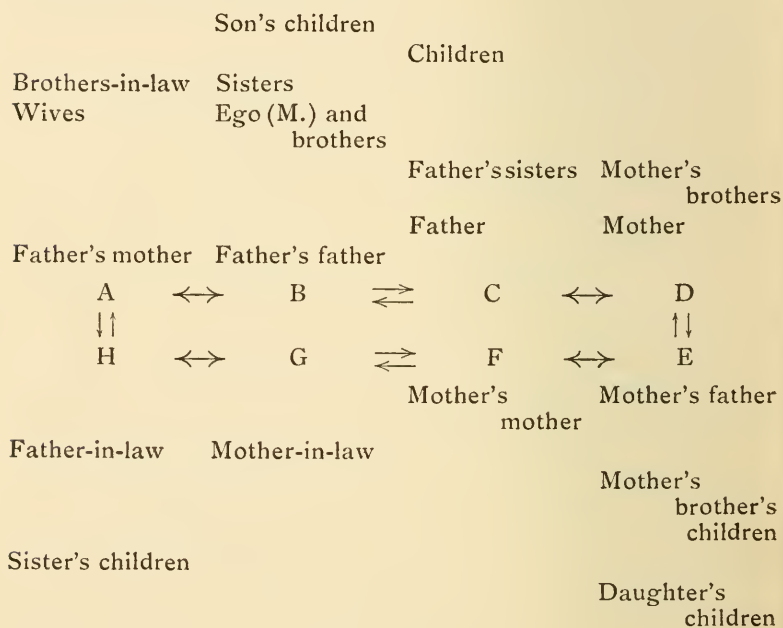 Son's children
Children
Brothers-in-law Sisters
Wives Ego (M.) and
brothers
Father's sisters Mother's
brothers
Father Mother
Father's mother Father's father
A ↔ B ⇄ C ↔ D
↓↑ ↑↓
H ↔ G ⇄ F ↔ E
Mother's Mother's father
mother
Father-in-law Mother-in-law
Mother's
brother's
children
Sister's children
Daughter's
children